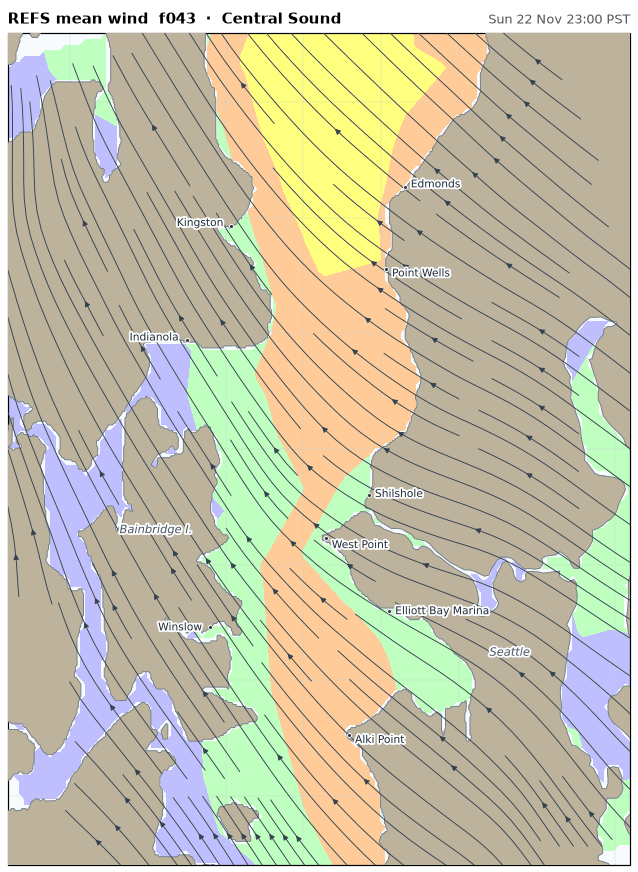 REFS mean wind f043 · Central Sound
Sun 22 Nov 23:00 PST
Edmonds
Kingston
Point Wells
Indianola
Shilshole
Bainbridge I.
West Point
Elliott Bay Marina
Winslow
Seattle
Alki Point